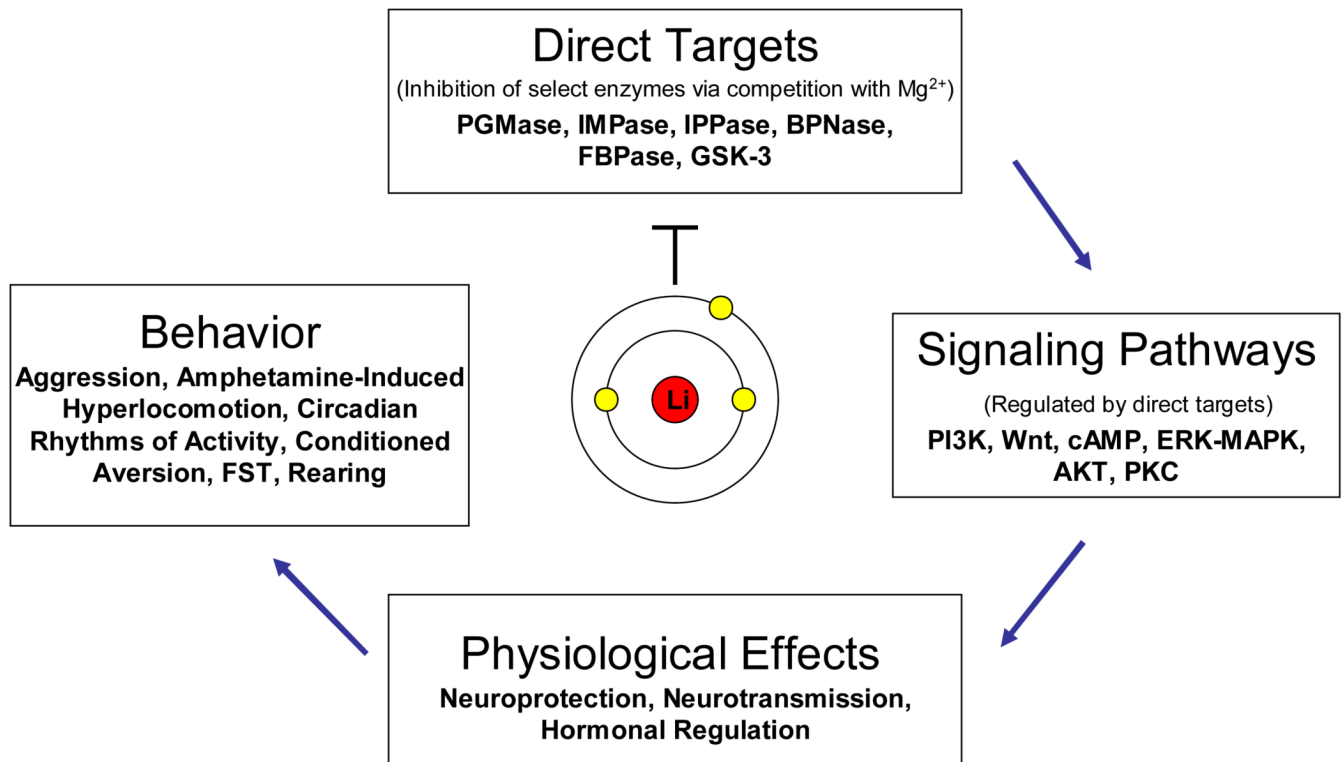 Direct Targets
(Inhibition of select enzymes via competition with Mg²⁺)
PGMase, IMPase, IPPase, BPNase,
FBPase, GSK-3
Behavior
Aggression, Amphetamine-Induced
Hyperlocomotion, Circadian
Rhythms of Activity, Conditioned
Aversion, FST, Rearing
Li
Signaling Pathways
(Regulated by direct targets)
PI3K, Wnt, cAMP, ERK-MAPK,
AKT, PKC
Physiological Effects
Neuroprotection, Neurotransmission,
Hormonal Regulation